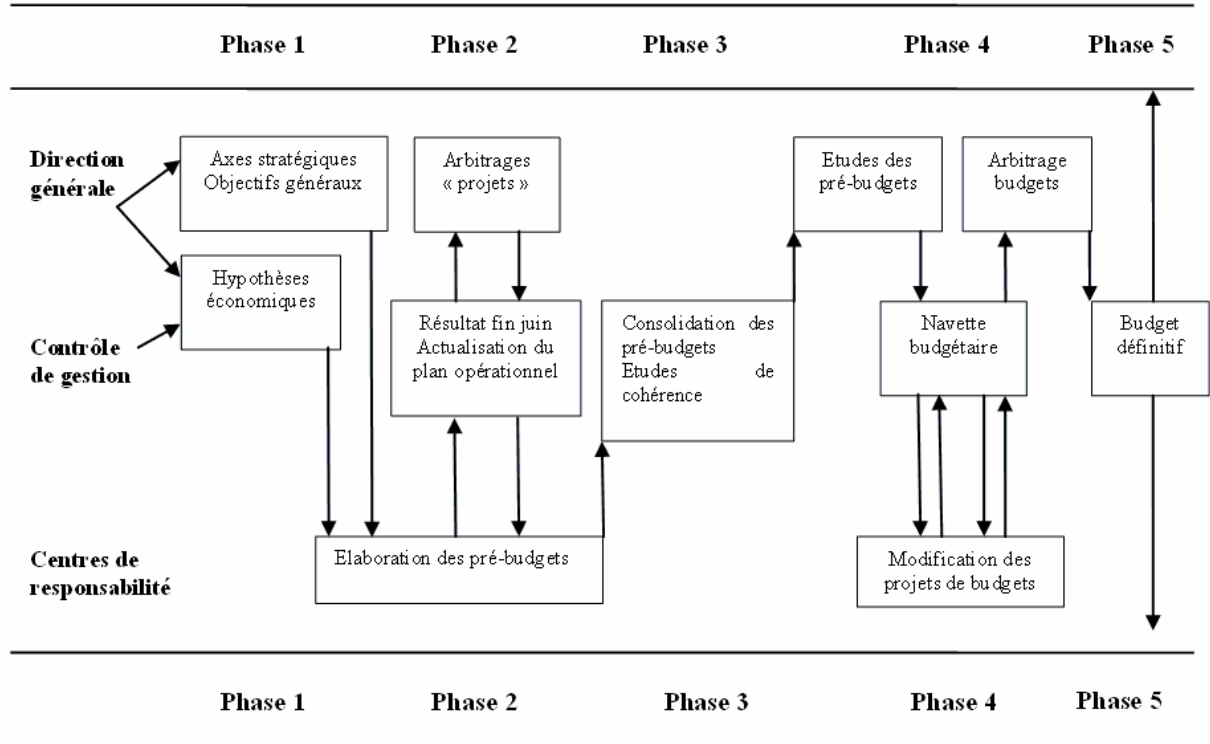 Phase 1
Phase 2
Phase 3
Phase 4
Phase 5
Direction
générale
Axes stratégiques
Objectifs généraux
Arbitrages
« projets »
Etudes des
pré-budgets
Arbitrage
budgets
Hypothèses
économiques
Contrôle
de gestion
Résultat fin juin
Actualisation du
plan opérationnel
Consolidation des
pré-budgets
Etudes de
cohérence
Navette
budgétaire
Budget
définitif
Centres de
responsabilité
Elaboration des pré-budgets
Modification des
projets de budgets
Phase 1
Phase 2
Phase 3
Phase 4
Phase 5